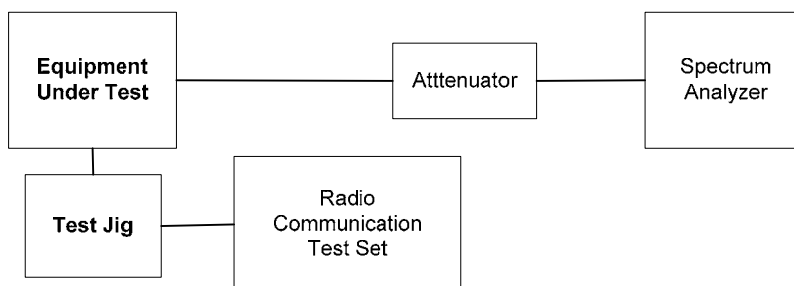 Equipment
Under Test
Atttenuator
Spectrum
Analyzer
Test Jig
Radio
Communication
Test Set